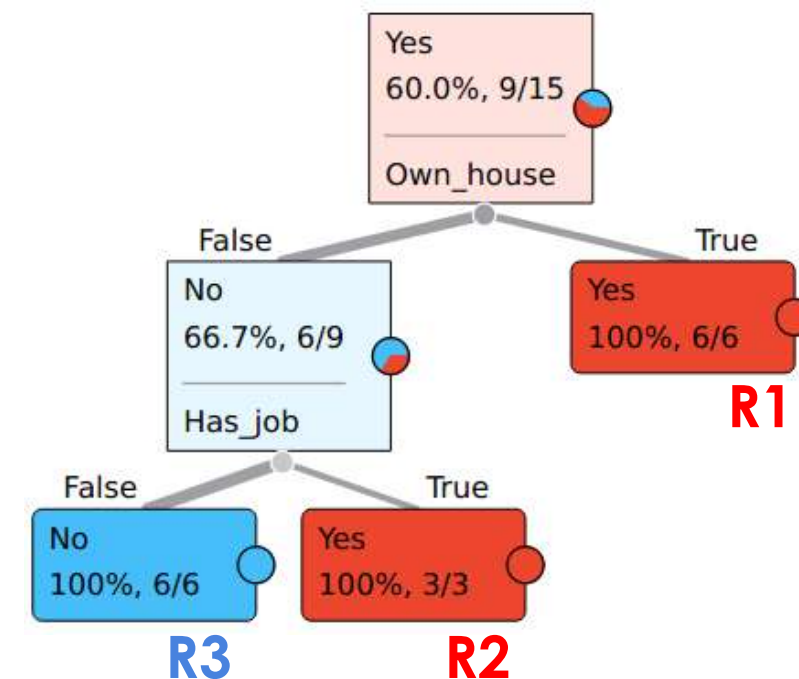 Yes
60.0%, 9/15
Own_house
False
True
No
66.7%, 6/9
Has_job
Yes
100%, 6/6
R1
False
True
No
100%, 6/6
Yes
100%, 3/3
R3
R2